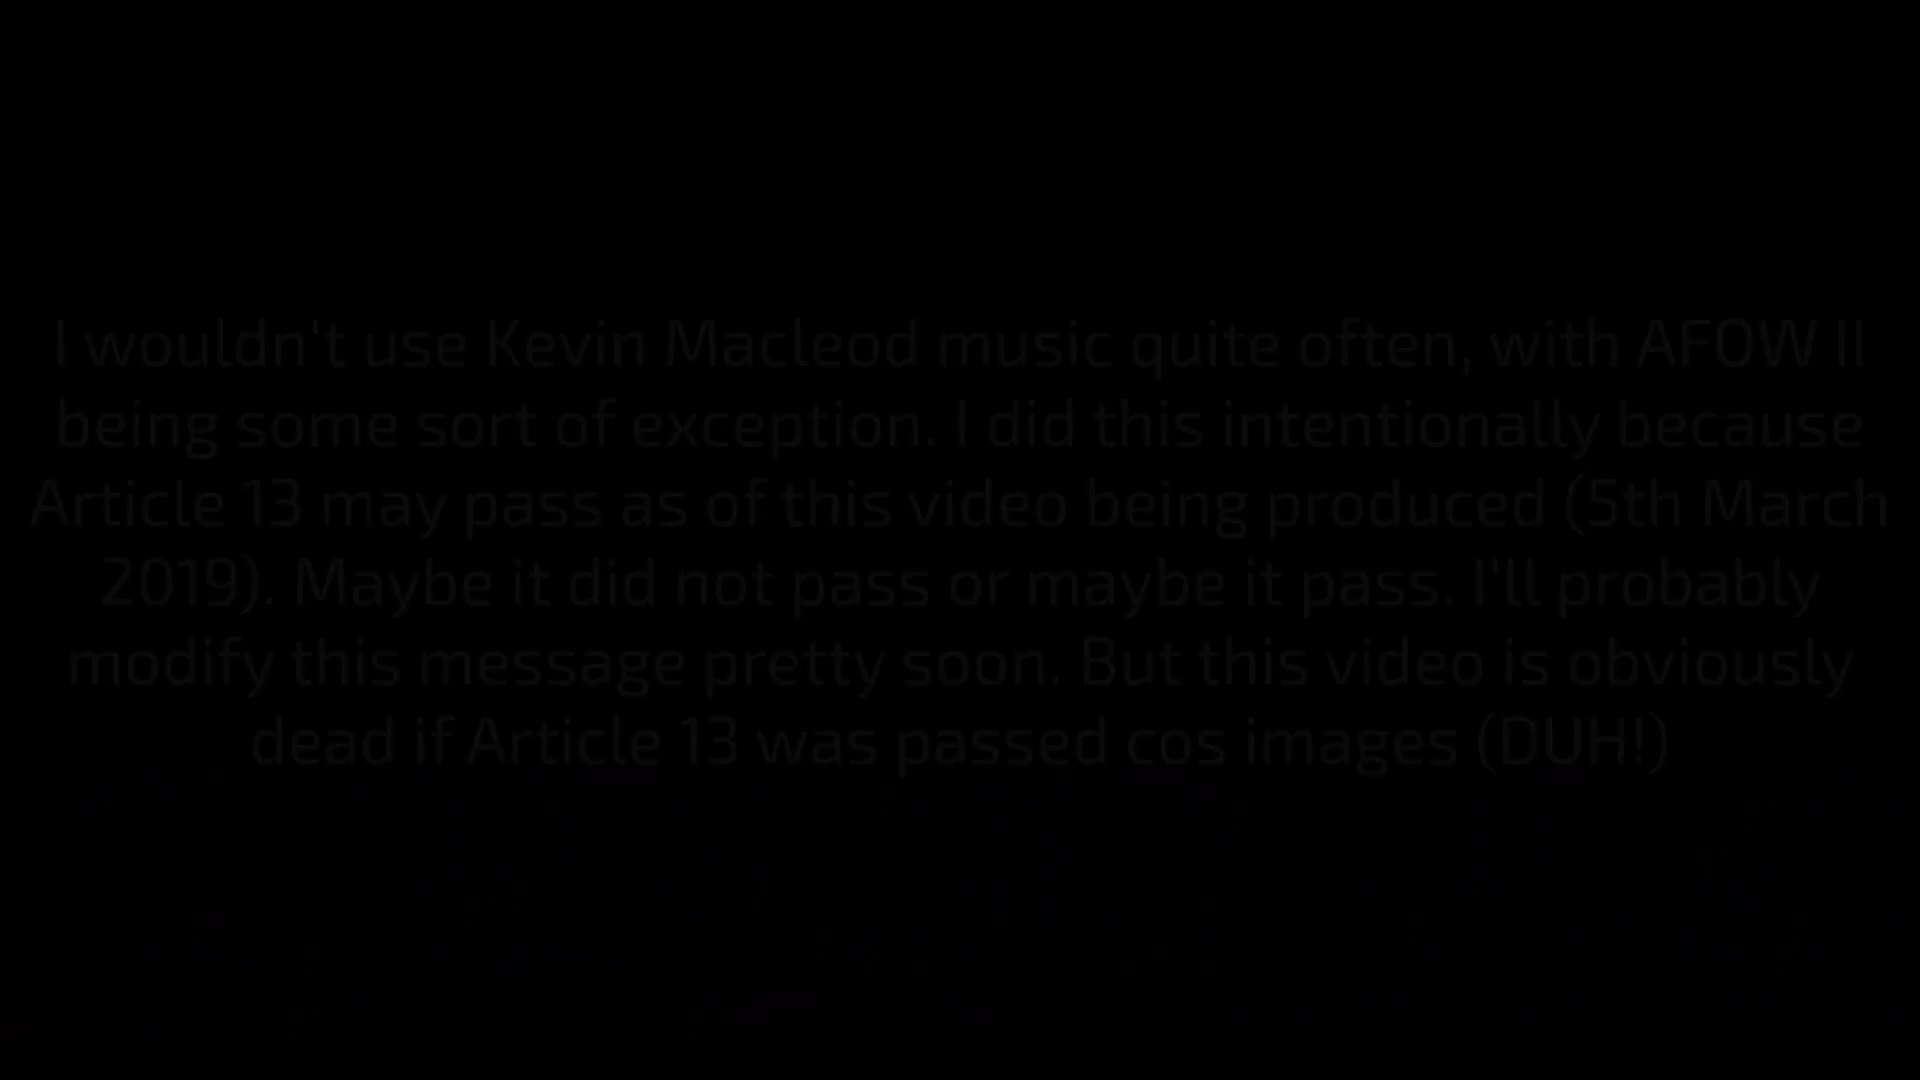 I wouldn't use Kevin Macleod music quite often, with AFOW II
being some sort of exception. I did this intentionally because
Article 13 may pass as of this video being produced (5th March
2019). Maybe it did not pass or maybe it pass. I'll probably
modify this message pretty soon. But this video is obviously
dead if Article 13 was passed cos images (DUH!)